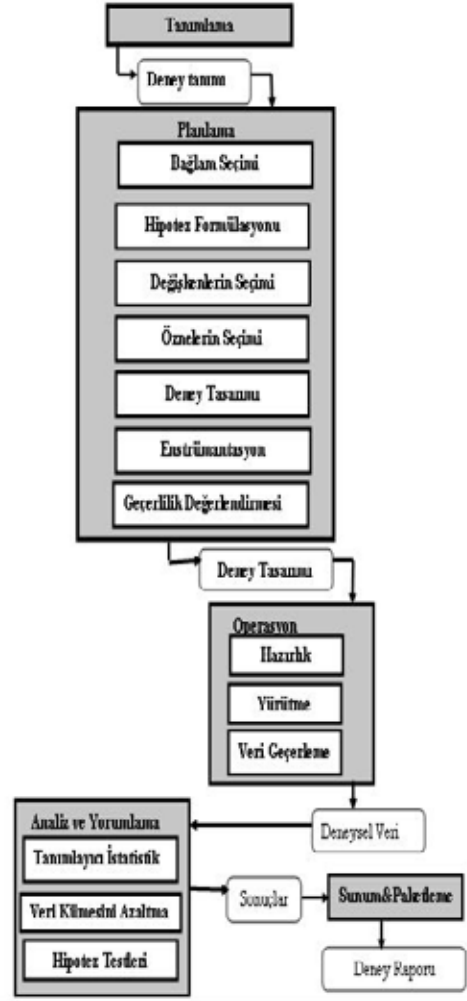 Tanımlama
Deney tanımı
Planlama
Bağlam Seçimi
Hipotez Formülasyonu
Değişkenlerin Seçimi
Öznelerin Seçimi
Deney Tasarımı
Enstrümantasyon
Geçerlilik Değerlendirmesi
Deney Tasarımı
Operasyon
Hazırlık
Yürütme
Veri Geçerleme
Deneysel Veri
Analiz ve Yorumlama
Tanımlayıcı İstatistik
Veri Kümesini Azaltma
Hipotez Testleri
Sonuçlar
Sunum&Paketleme
Deney Raporu